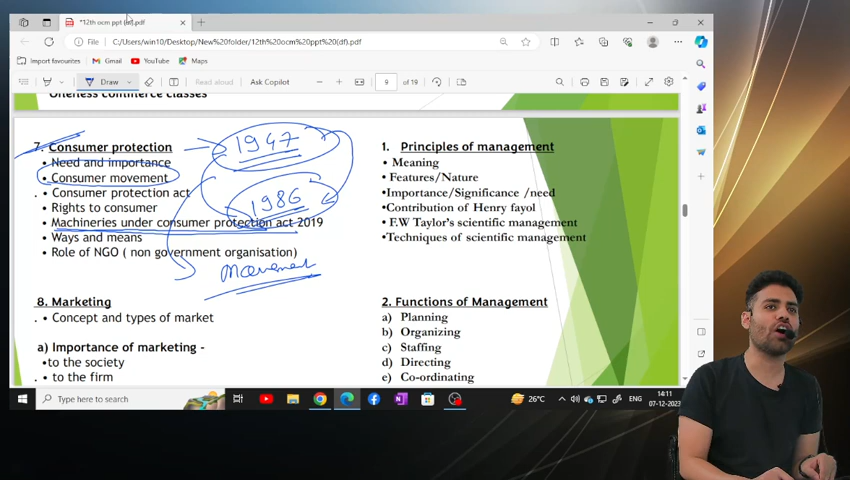 *12th ocm ppt (df).pdf
File
C:/Users/win10/Desktop/New%20folder/12th%20ocm%20ppt%20(df).pdf
Import favourites
Gmail
YouTube
Maps
Draw
Read aloud
Ask Copilot
9 of 19
Oneness commerce classes
7. Consumer protection
• Need and importance
• Consumer movement
. • Consumer protection act
• Rights to consumer
• Machineries under consumer protection act 2019
• Ways and means
• Role of NGO ( non government organisation)
1947
1986
Movement
8. Marketing
. • Concept and types of market
a) Importance of marketing -
•to the society
. • to the firm
1. Principles of management
• Meaning
• Features/Nature
•Importance/Significance /need
•Contribution of Henry fayol
•F.W Taylor's scientific management
•Techniques of scientific management
2. Functions of Management
a) Planning
b) Organizing
c) Staffing
d) Directing
e) Co-ordinating
Type here to search
26°C
ENG
14:11
07-12-2023